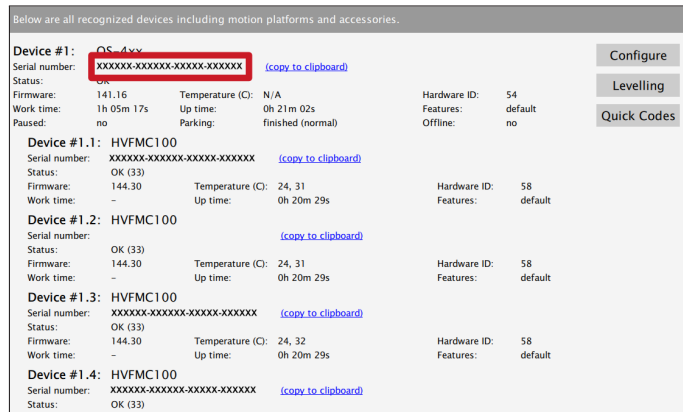 Below are all recognized devices including motion platforms and accessories.
Device #1: QS-4xx
Serial number: XXXXXX-XXXXXX-XXXXX-XXXXXX (copy to clipboard)
Configure
Status: OK
Levelling
Firmware: 141.16 Temperature (C): N/A Hardware ID: 54
Work time: 1h 05m 17s Up time: 0h 21m 02s Features: default
Quick Codes
Paused: no Parking: finished (normal) Offline: no
Device #1.1: HVFMC100
Serial number: XXXXXX-XXXXXX-XXXXX-XXXXXX (copy to clipboard)
Status: OK (33)
Firmware: 144.30 Temperature (C): 24, 31 Hardware ID: 58
Work time: – Up time: 0h 20m 29s Features: default
Device #1.2: HVFMC100
Serial number: (copy to clipboard)
Status: OK (33)
Firmware: 144.30 Temperature (C): 24, 31 Hardware ID: 58
Work time: – Up time: 0h 20m 29s Features: default
Device #1.3: HVFMC100
Serial number: XXXXXX-XXXXXX-XXXXX-XXXXXX (copy to clipboard)
Status: OK (33)
Firmware: 144.30 Temperature (C): 24, 32 Hardware ID: 58
Work time: – Up time: 0h 20m 29s Features: default
Device #1.4: HVFMC100
Serial number: XXXXXX-XXXXXX-XXXXX-XXXXXX (copy to clipboard)
Status: OK (33)